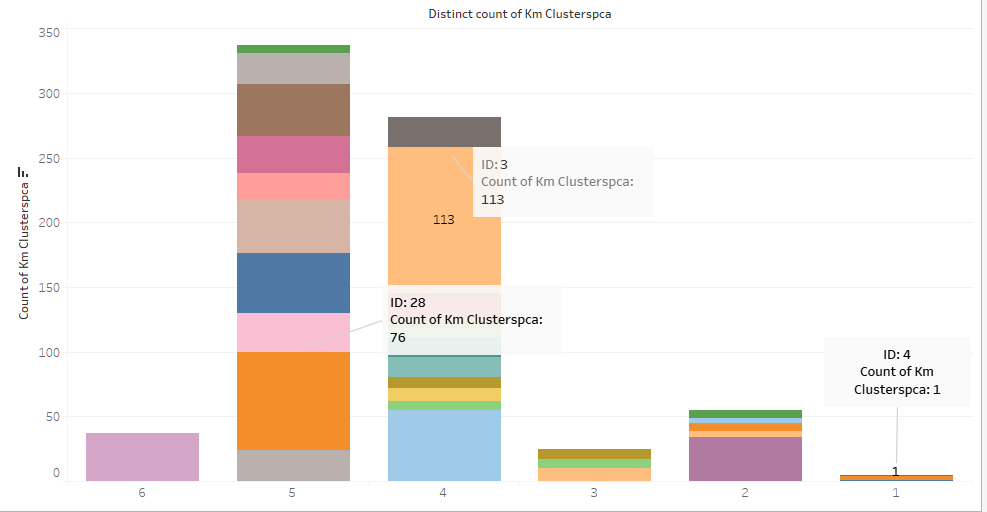 Distinct count of Km Clusterspca
350
300
250
200
150
100
50
0
Count of Km Clusterspca
ID: 3
Count of Km Clusterspca:
113
113
ID: 28
Count of Km Clusterspca:
76
ID: 4
Count of Km
Clusterspca: 1
1
6
5
4
3
2
1